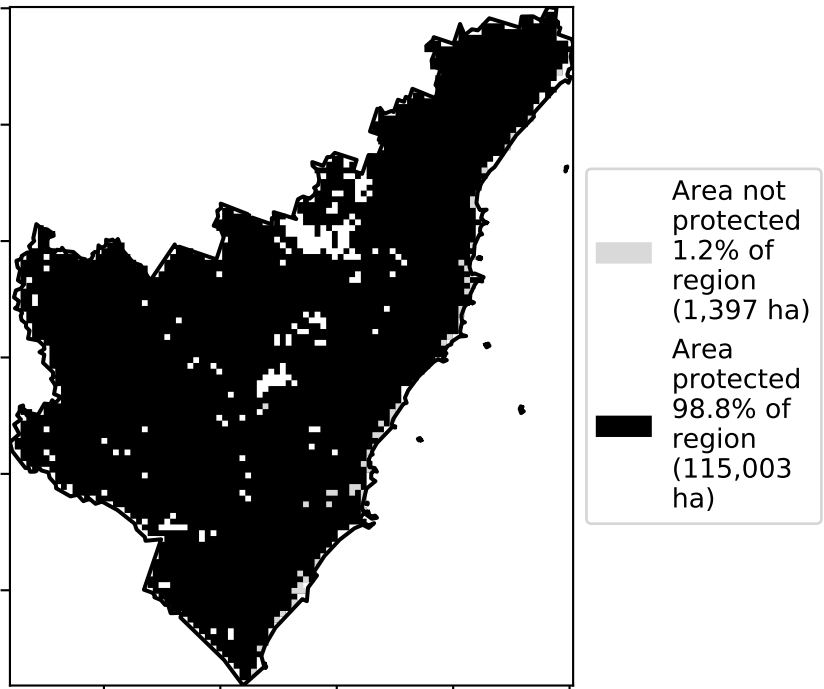 Area not
protected
1.2% of
region
(1,397 ha)
Area
protected
98.8% of
region
(115,003
ha)